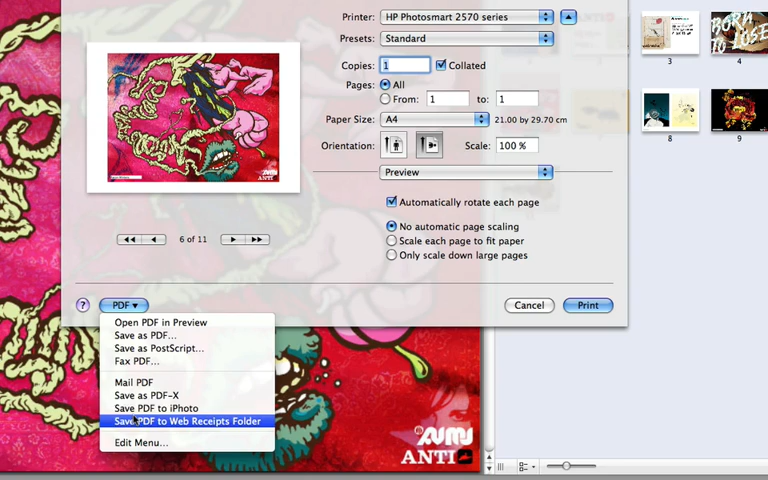 Printer: HP Photosmart 2570 series
Presets: Standard
Copies: 1 Collated
Pages: All
From: 1 to: 1
Paper Size: A4 21.00 by 29.70 cm
Orientation: Scale: 100 %
Preview
Automatically rotate each page
No automatic page scaling
Scale each page to fit paper
Only scale down large pages
6 of 11
? PDF Cancel Print
Open PDF in Preview
Save as PDF...
Save as PostScript...
Fax PDF...
Mail PDF
Save as PDF-X
Save PDF to iPhoto
Save PDF to Web Receipts Folder
Edit Menu...
ANTI
ANTI
BORN
TO LOSE
3 4
8 9